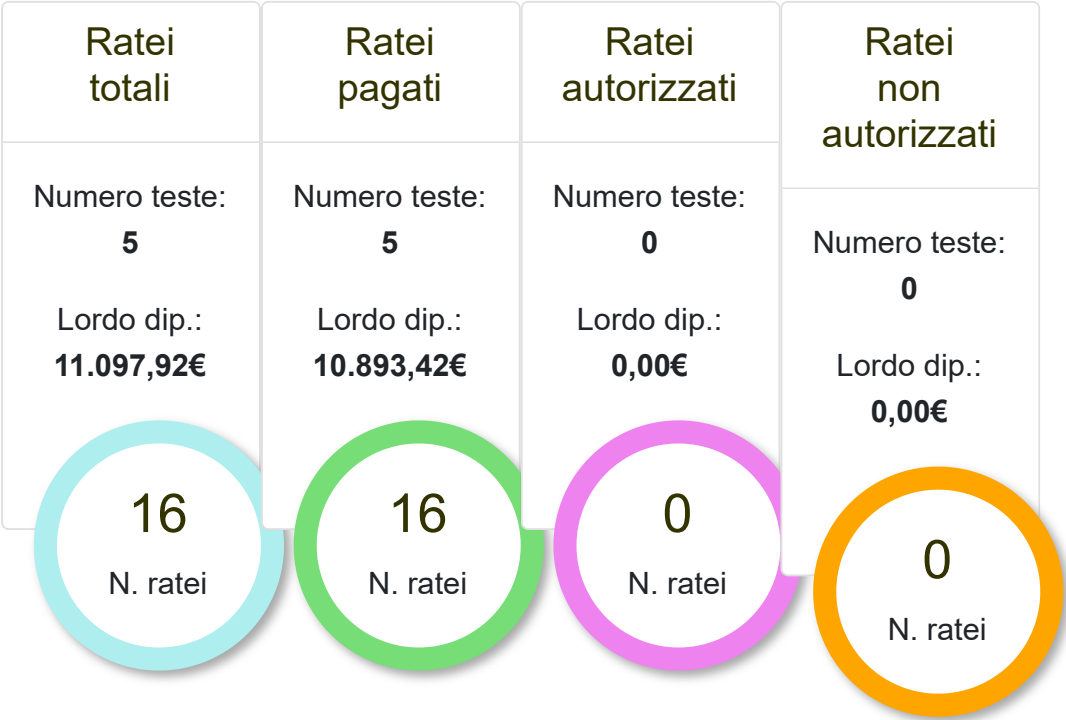 Ratei
totali
Numero teste:
5
Lordo dip.:
11.097,92€
16
N. ratei
Ratei
pagati
Numero teste:
5
Lordo dip.:
10.893,42€
16
N. ratei
Ratei
autorizzati
Numero teste:
0
Lordo dip.:
0,00€
0
N. ratei
Ratei
non
autorizzati
Numero teste:
0
Lordo dip.:
0,00€
0
N. ratei